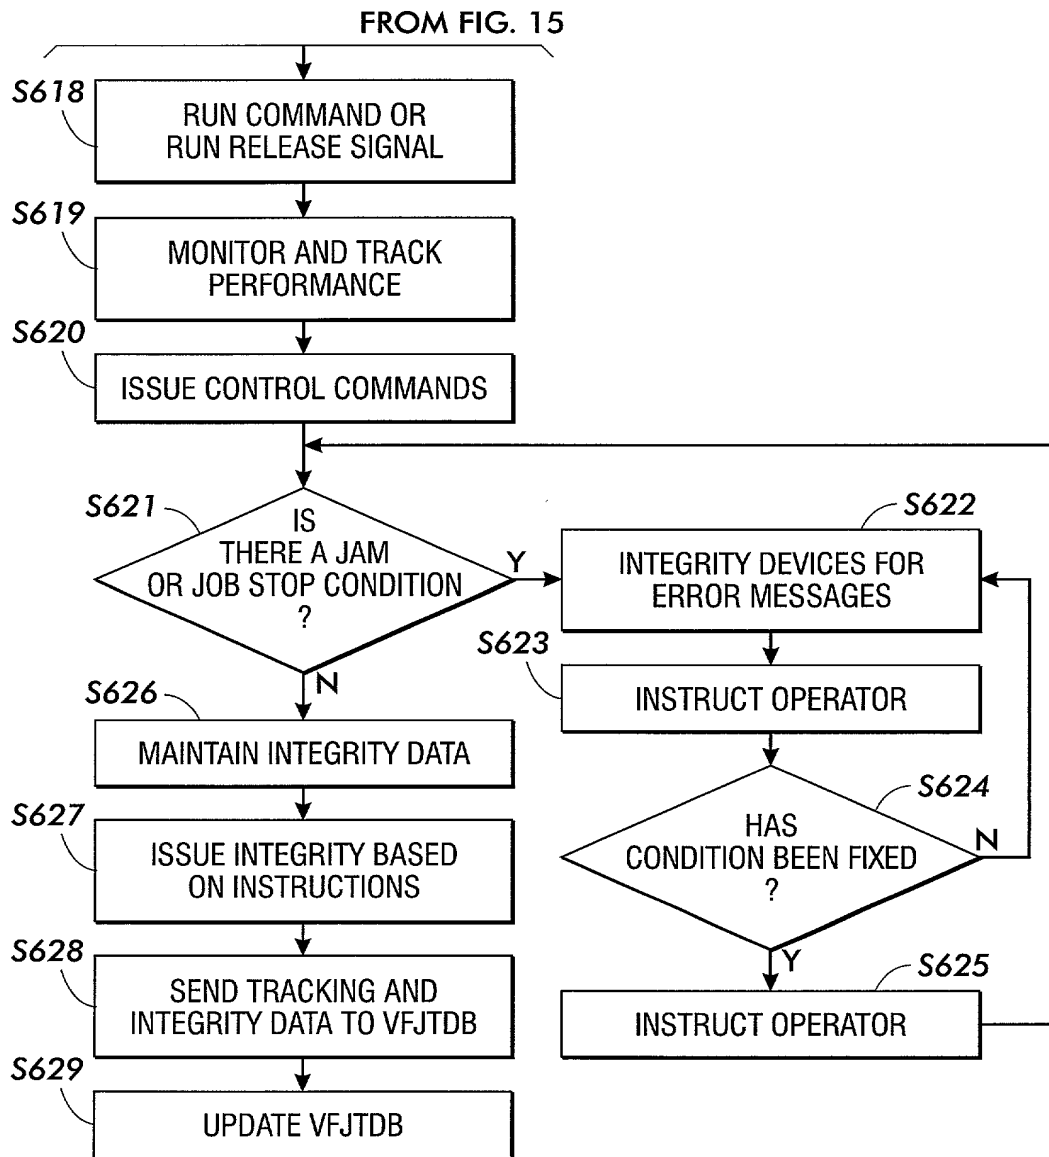 FROM FIG. 15
S618
RUN COMMAND OR
RUN RELEASE SIGNAL
S619
MONITOR AND TRACK
PERFORMANCE
S620
ISSUE CONTROL COMMANDS
S621
IS
THERE A JAM
OR JOB STOP CONDITION
?
Y
N
S622
INTEGRITY DEVICES FOR
ERROR MESSAGES
S623
INSTRUCT OPERATOR
S624
HAS
CONDITION BEEN FIXED
?
N
Y
S625
INSTRUCT OPERATOR
S626
MAINTAIN INTEGRITY DATA
S627
ISSUE INTEGRITY BASED
ON INSTRUCTIONS
S628
SEND TRACKING AND
INTEGRITY DATA TO VFJTDB
S629
UPDATE VFJTDB